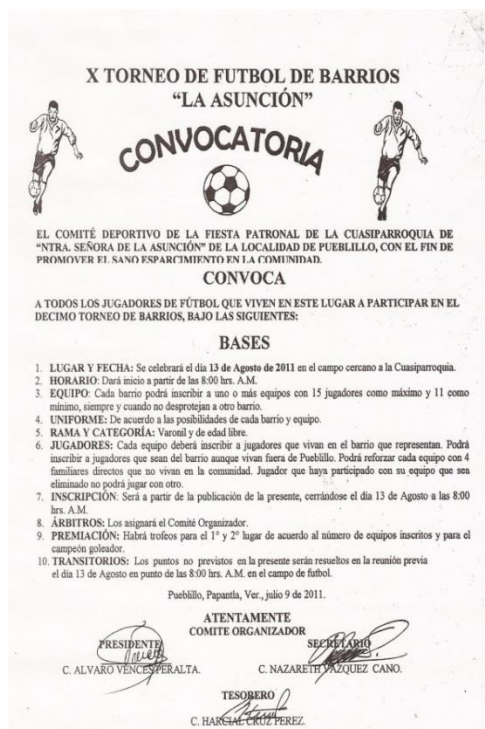 X TORNEO DE FUTBOL DE BARRIOS
“LA ASUNCIÓN”
CONVOCATORIA
EL COMITÉ DEPORTIVO DE LA FIESTA PATRONAL DE LA CUASIPARROQUIA DE
“NTRA. SEÑORA DE LA ASUNCIÓN” DE LA LOCALIDAD DE PUEBLILLO, CON EL FIN DE
PROMOVER EL SANO ESPARCIMIENTO EN LA COMUNIDAD.
CONVOCA
A TODOS LOS JUGADORES DE FÚTBOL QUE VIVEN EN ESTE LUGAR A PARTICIPAR EN EL
DECIMO TORNEO DE BARRIOS, BAJO LAS SIGUIENTES:
BASES
1. LUGAR Y FECHA: Se celebrará el día 13 de Agosto de 2011 en el campo cercano a la Cuasiparroquia.
2. HORARIO: Dará inicio a partir de las 8:00 hrs. A.M.
3. EQUIPO: Cada barrio podrá inscribir a uno o más equipos con 15 jugadores como máximo y 11 como
mínimo, siempre y cuando no desprotejan a otro barrio.
4. UNIFORME: De acuerdo a las posibilidades de cada barrio y equipo.
5. RAMA Y CATEGORÍA: Varonil y de edad libre.
6. JUGADORES: Cada equipo deberá inscribir a jugadores que vivan en el barrio que representan. Podrá
inscribir a jugadores que sean del barrio aunque vivan fuera de Pueblillo. Podrá reforzar cada equipo con 4
familiares directos que no vivan en la comunidad. Jugador que haya participado con su equipo que sea
eliminado no podrá jugar con otro.
7. INSCRIPCIÓN: Será a partir de la publicación de la presente, cerrándose el día 13 de Agosto a las 8:00
hrs. A.M.
8. ÁRBITROS: Los asignará el Comité Organizador.
9. PREMIACIÓN: Habrá trofeos para el 1° y 2° lugar de acuerdo al número de equipos inscritos y para el
campeón goleador.
10. TRANSITORIOS: Los puntos no previstos en la presente serán resueltos en la reunión previa
el día 13 de Agosto en punto de las 8:00 hrs. A.M. en el campo de futbol.
Pueblillo, Papantla, Ver., julio 9 de 2011.
ATENTAMENTE
COMITE ORGANIZADOR
PRESIDENTE SECRETARIO
C. ALVARO VENCES PERALTA. C. NAZARETH VAZQUEZ CANO.
TESORERO
C. HARCIAL CRUZ PEREZ.